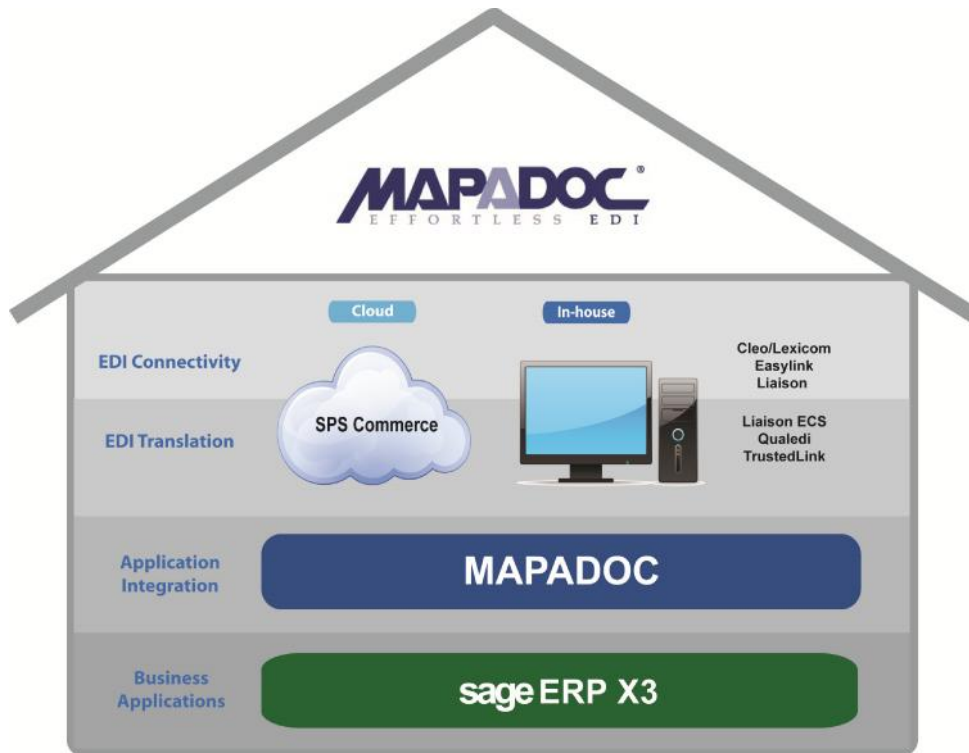 MAPADOC®
EFFORTLESS EDI
Cloud
In-house
EDI Connectivity
Cleo/Lexicom
Easylink
Liaison
EDI Translation
SPS Commerce
Liaison ECS
Qualedi
TrustedLink
Application
Integration
MAPADOC
Business
Applications
sage ERP X3